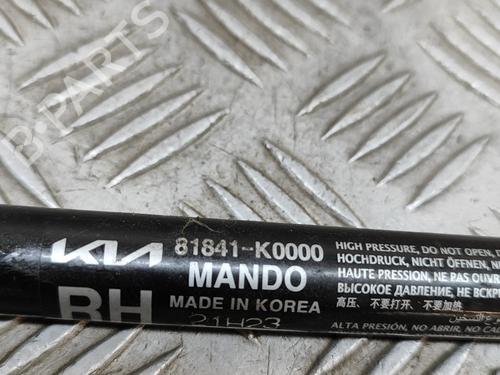 KIA 81841-K0000
MANDO
RH MADE IN KOREA
21H23
HIGH PRESSURE, DO NOT OPEN, D
HOCHDRUCK, NICHT ÖFFNEN, NI
HAUTE PRESSION, NE PAS OUVR
ВЫСОКОЕ ДАВЛЕНИЕ, НЕ ВСКР
高压、不要打开、不要加热
ALTA PRESIÓN, NO ABRIR, NO CAL